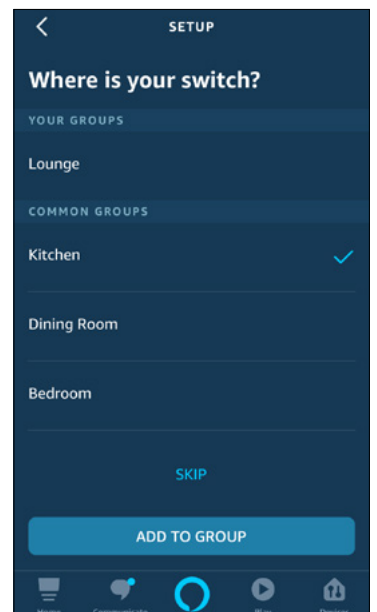 SETUP
Where is your switch?
YOUR GROUPS
Lounge
COMMON GROUPS
Kitchen
Dining Room
Bedroom
SKIP
ADD TO GROUP